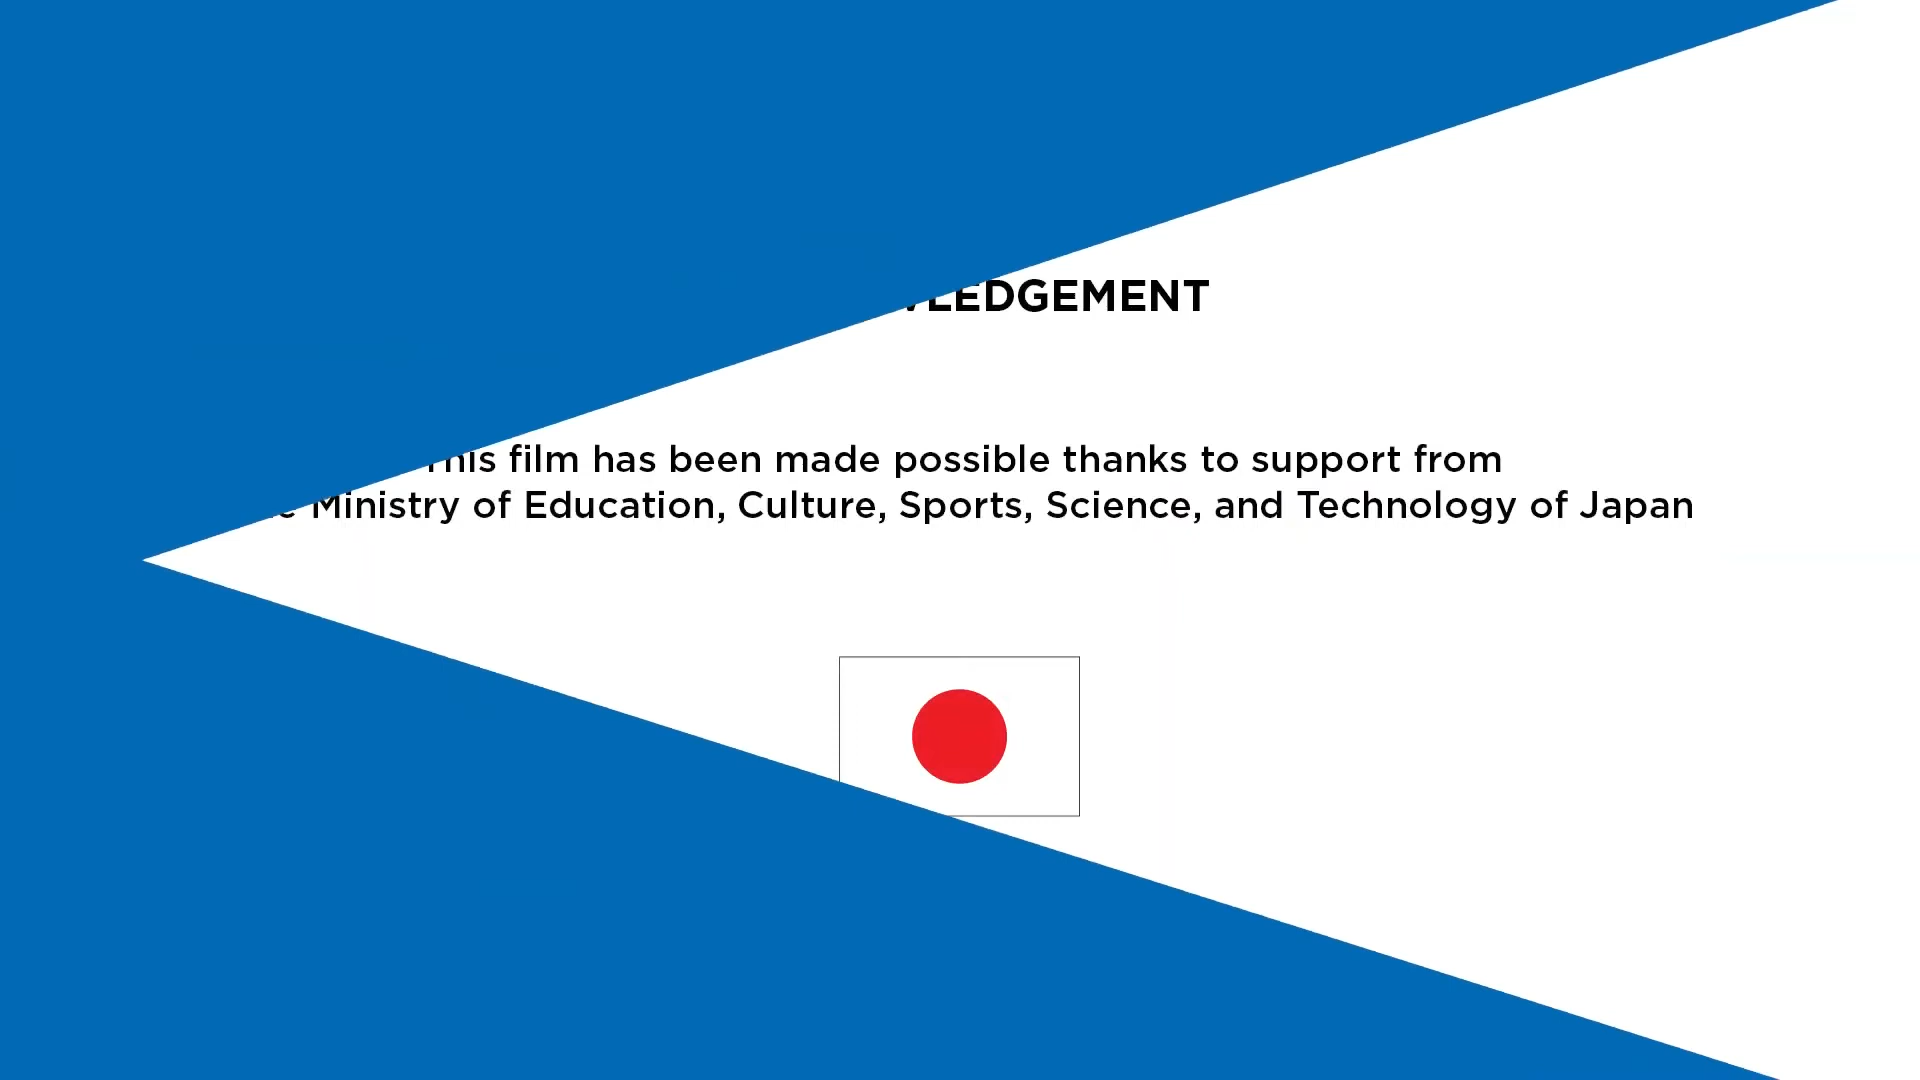 LEDGEMENT
This film has been made possible thanks to support from
Ministry of Education, Culture, Sports, Science, and Technology of Japan